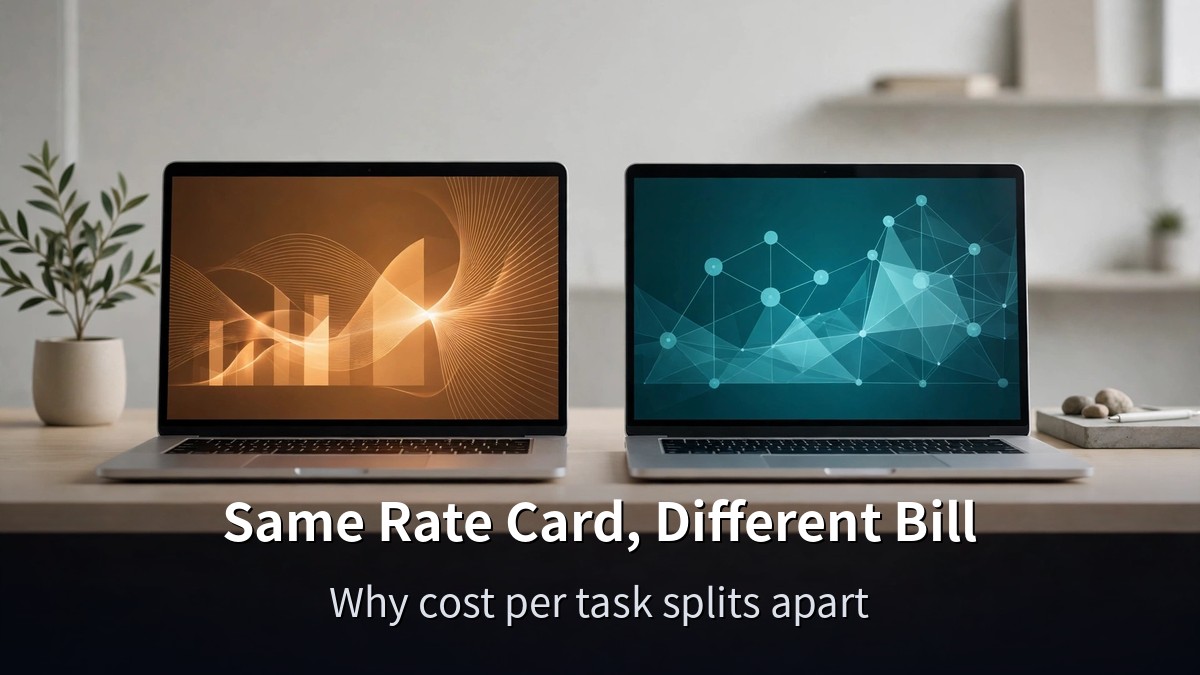 Same Rate Card, Different Bill
Why cost per task splits apart